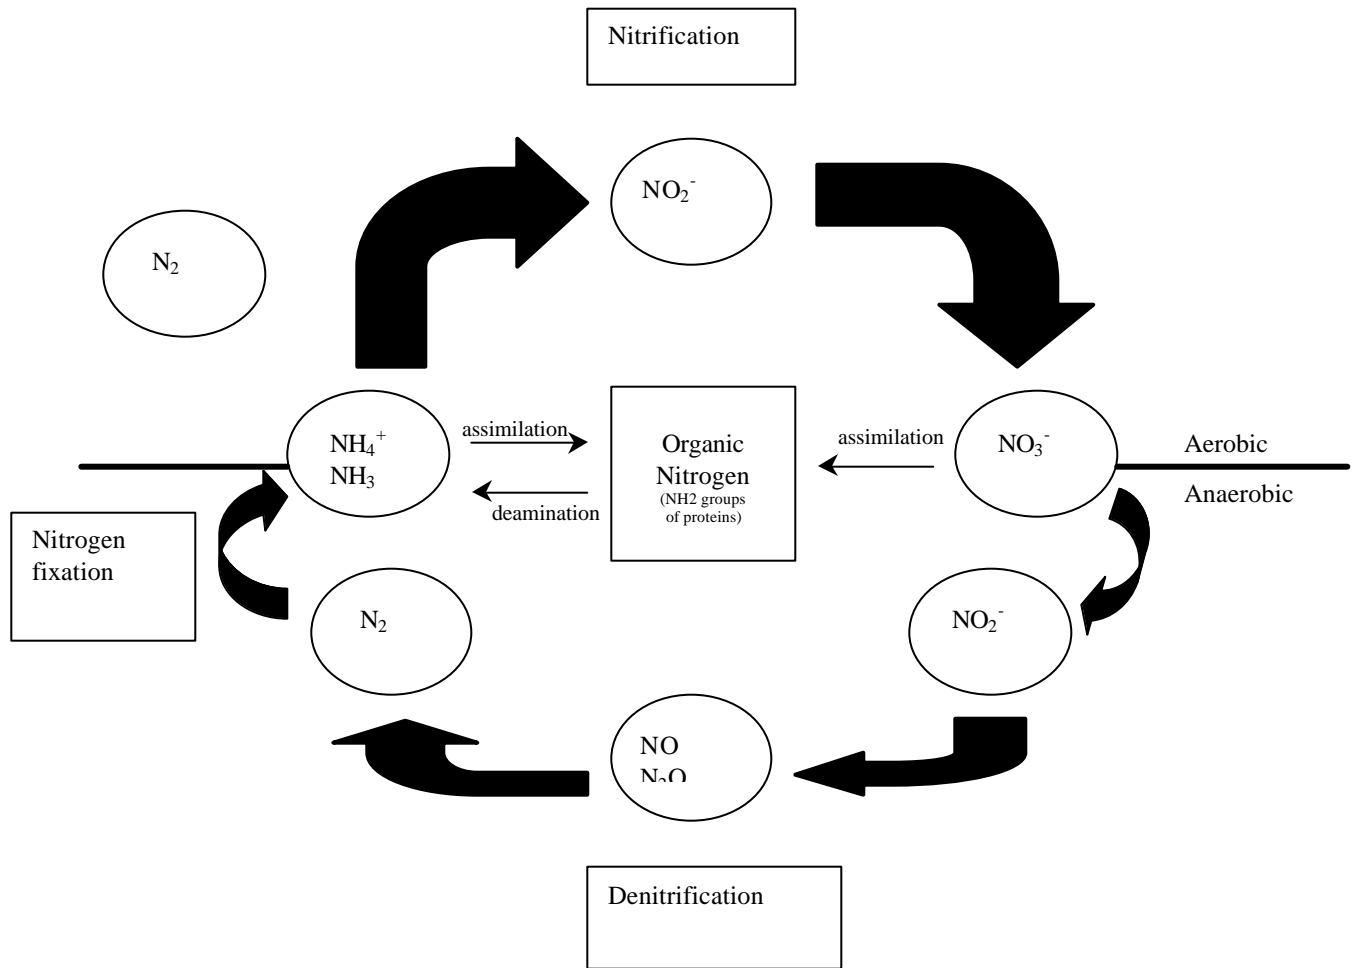 Nitrification
NO₂⁻
N₂
NH₄⁺
NH₃
assimilation
deamination
Organic
Nitrogen
(NH2 groups
of proteins)
assimilation
NO₃⁻
Aerobic
Anaerobic
Nitrogen
fixation
N₂
NO₂⁻
NO
N₂O
Denitrification